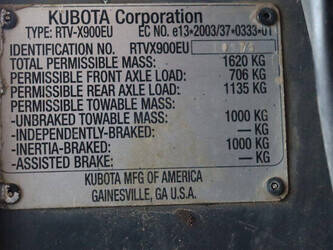 KUBOTA Corporation
TYPE: RTV-X900EU EC NO. e13*2003/37*0333*01
IDENTIFICATION NO. RTVX900EU
TOTAL PERMISSIBLE MASS: 1620 KG
PERMISSIBLE FRONT AXLE LOAD: 706 KG
PERMISSIBLE REAR AXLE LOAD: 1135 KG
PERMISSIBLE TOWABLE MASS:
-UNBRAKED TOWABLE MASS: 1000 KG
-INDEPENDENTLY-BRAKED: — KG
-INERTIA-BRAKED: 1000 KG
-ASSISTED BRAKE: — KG
KUBOTA MFG OF AMERICA
GAINESVILLE, GA U.S.A.